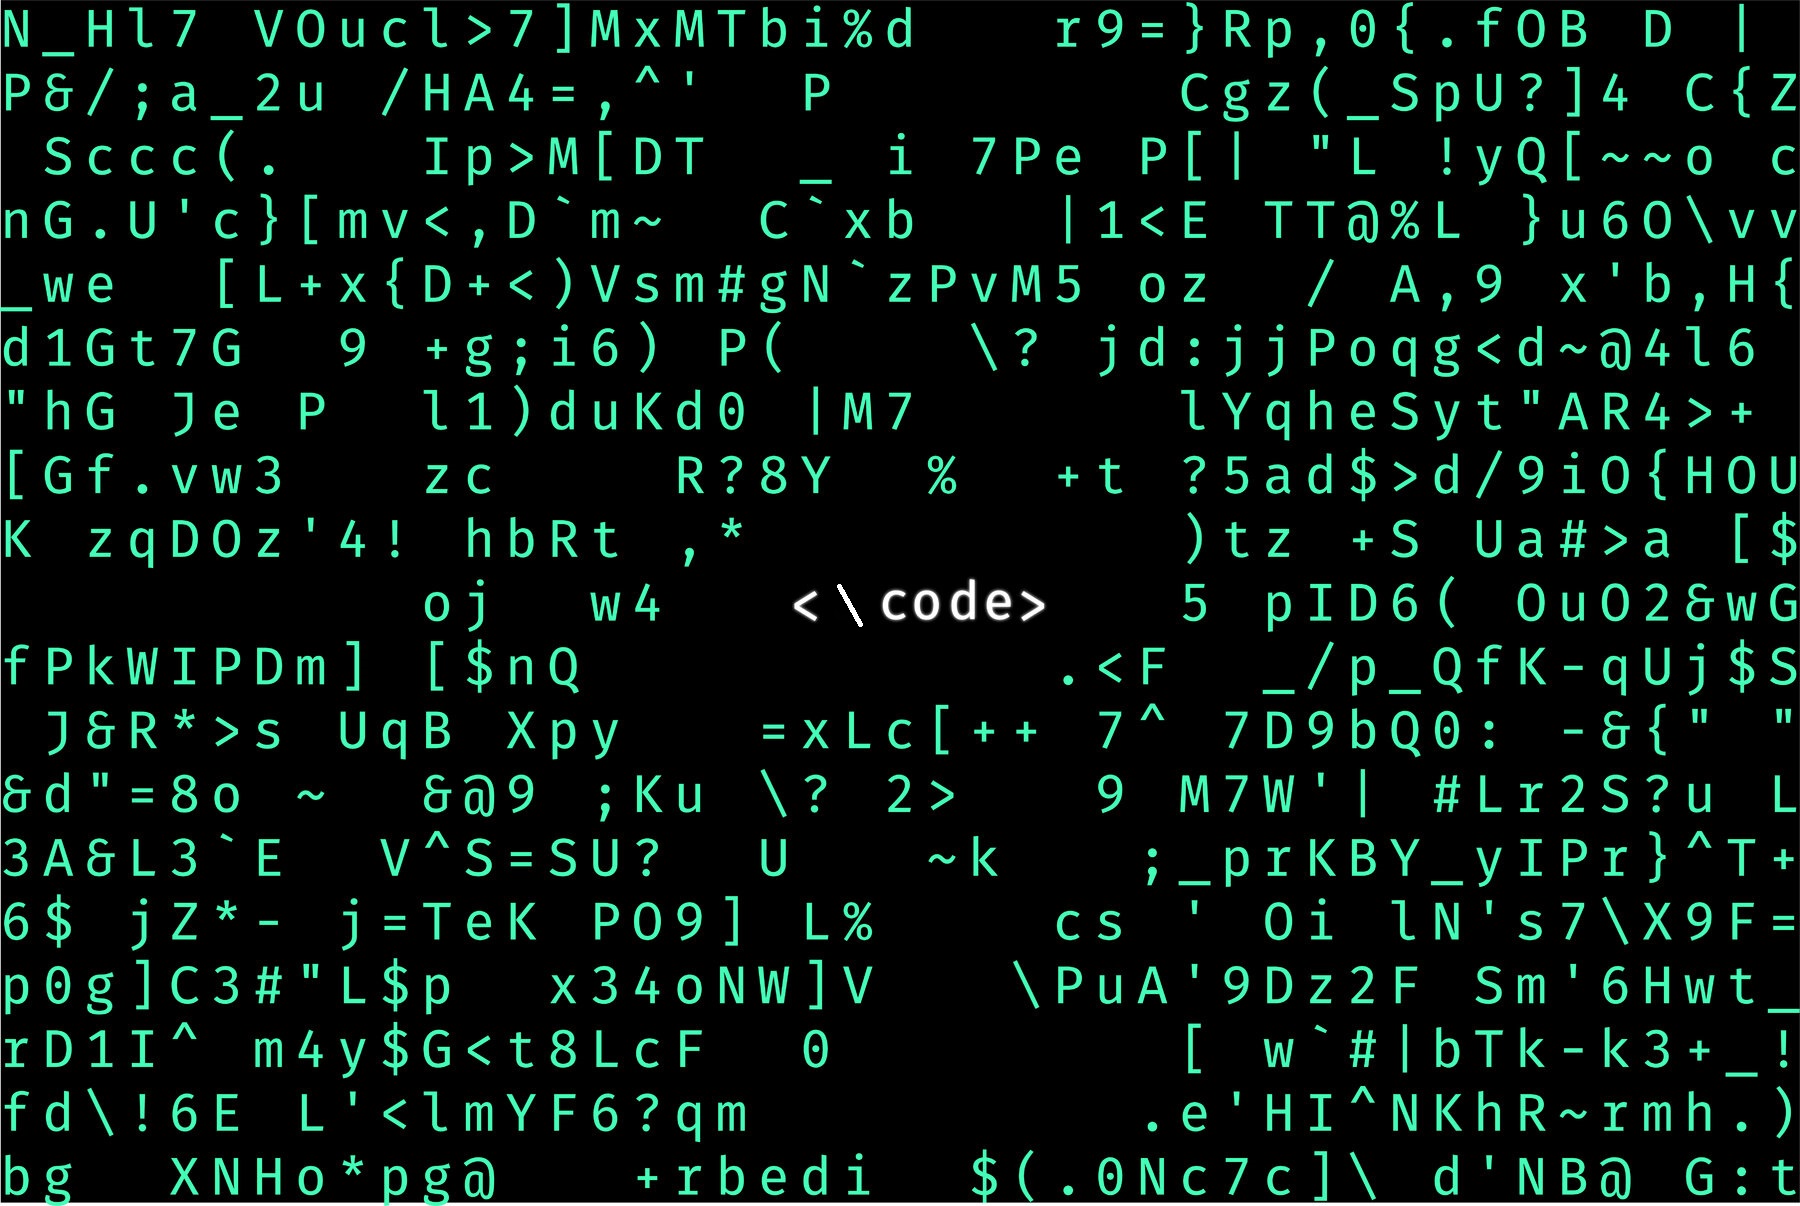 N_Hl7 VOucl>7]MxMTbi%d   r9=}Rp,0{.fOB D |
P&/;a_2u /HA4=,^'  P        Cgz(_SpU?]4 C{Z
 Sccc(.   Ip>M[DT  _ i 7Pe P[| "L !yQ[~~o c
nG.U'c}[mv<,D`m~  C`xb   |1<E TT@%L }u6O\vv
_we  [L+x{D+<)Vsm#gN`zPvM5 oz  / A,9 x'b,H{
d1Gt7G  9 +g;i6) P(    \? jd:jjPoqg<d~@4l6
"hG Je P  l1)duKd0 |M7      lYqheSyt"AR4>+
[Gf.vw3   zc    R?8Y  %  +t ?5ad$>d/9iO{HOU
K zqDOz'4! hbRt ,*          )tz +S Ua#>a [$
          oj  w4   <\code>   5 pID6( OuO2&wG
fPkWIPDm] [$nQ           .<F  _/p_QfK-qUj$S
 J&R*>s UqB Xpy   =xLc[++ 7^ 7D9bQ0: -&{" "
&d"=8o ~  &@9 ;Ku \? 2>   9 M7W'| #Lr2S?u L
3A&L3`E  V^S=SU?  U   ~k   ;_prKBY_yIPr}^T+
6$ jZ*- j=TeK PO9] L%    cs ' Oi lN's7\X9F=
p0g]C3#"L$p  x34oNW]V   \PuA'9Dz2F Sm'6Hwt_
rD1I^ m4y$G<t8LcF  0        [ w`#|bTk-k3+_!
fd\!6E L'<lmYF6?qm         .e'HI^NKhR~rmh.)
bg  XNHo*pg@   +rbedi  $(.0Nc7c]\ d'NB@ G:t